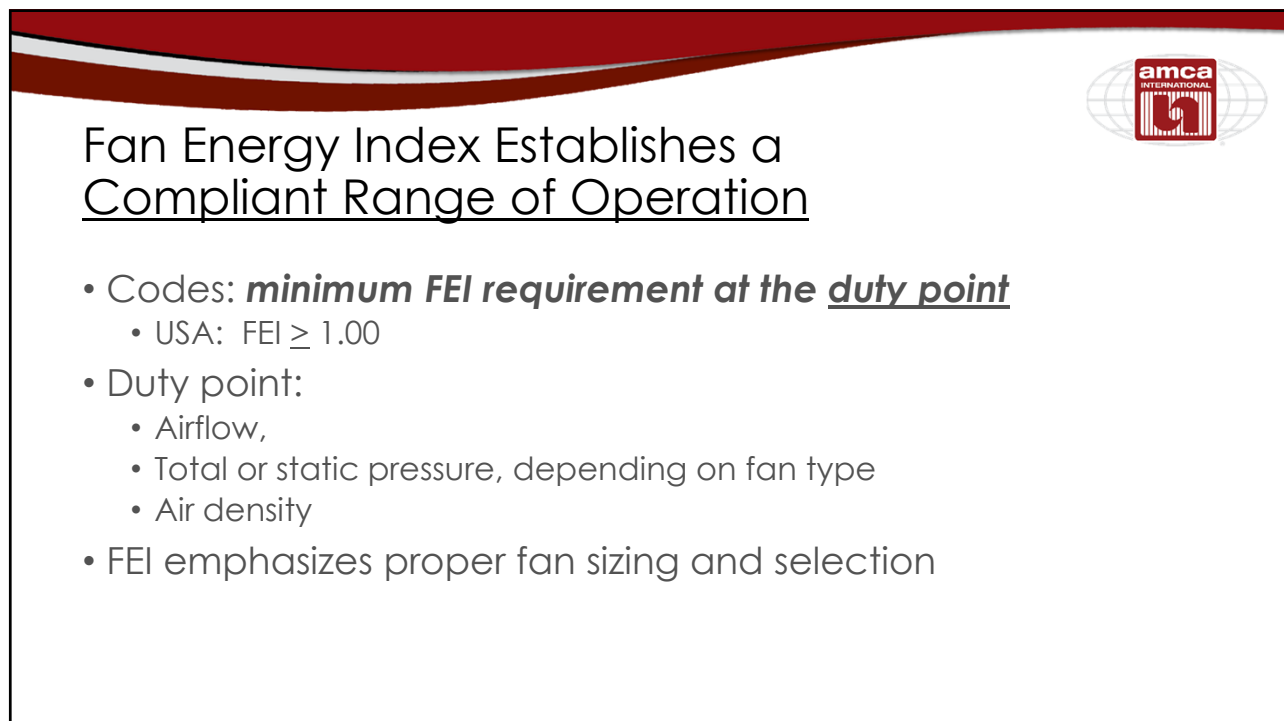 amca
INTERNATIONAL
Fan Energy Index Establishes a
Compliant Range of Operation
• Codes: minimum FEI requirement at the duty point
• USA: FEI > 1.00
• Duty point:
• Airflow,
• Total or static pressure, depending on fan type
• Air density
• FEI emphasizes proper fan sizing and selection